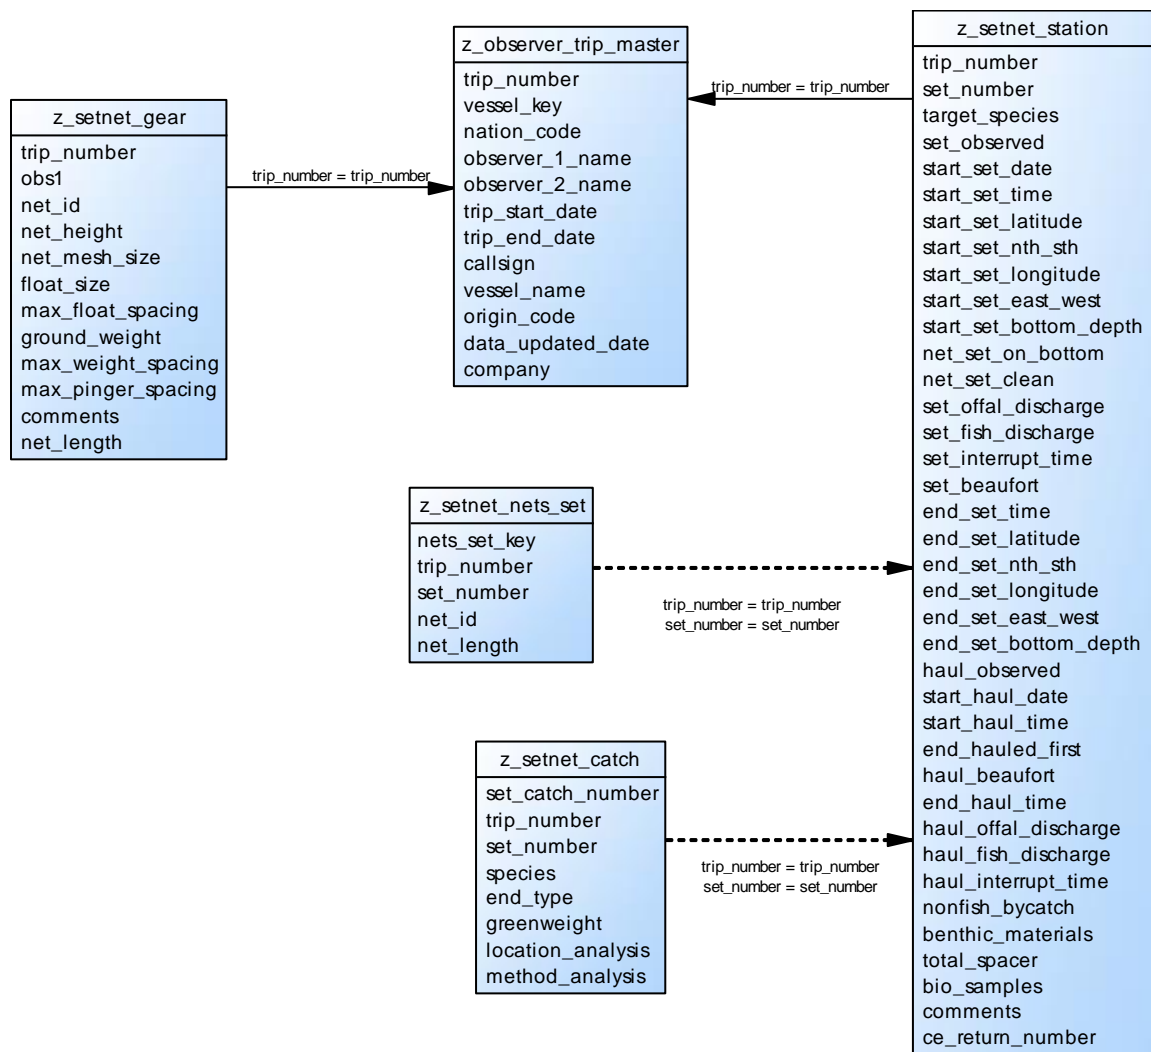 z_setnet_gear
trip_number
obs1
net_id
net_height
net_mesh_size
float_size
max_float_spacing
ground_weight
max_weight_spacing
max_pinger_spacing
comments
net_length
trip_number = trip_number
z_observer_trip_master
trip_number
vessel_key
nation_code
observer_1_name
observer_2_name
trip_start_date
trip_end_date
callsign
vessel_name
origin_code
data_updated_date
company
trip_number = trip_number
z_setnet_nets_set
nets_set_key
trip_number
set_number
net_id
net_length
trip_number = trip_number
set_number = set_number
z_setnet_catch
set_catch_number
trip_number
set_number
species
end_type
greenweight
location_analysis
method_analysis
trip_number = trip_number
set_number = set_number
z_setnet_station
trip_number
set_number
target_species
set_observed
start_set_date
start_set_time
start_set_latitude
start_set_nth_sth
start_set_longitude
start_set_east_west
start_set_bottom_depth
net_set_on_bottom
net_set_clean
set_offal_discharge
set_fish_discharge
set_interrupt_time
set_beaufort
end_set_time
end_set_latitude
end_set_nth_sth
end_set_longitude
end_set_east_west
end_set_bottom_depth
haul_observed
start_haul_date
start_haul_time
end_hauled_first
haul_beaufort
end_haul_time
haul_offal_discharge
haul_fish_discharge
haul_interrupt_time
nonfish_bycatch
benthic_materials
total_spacer
bio_samples
comments
ce_return_number